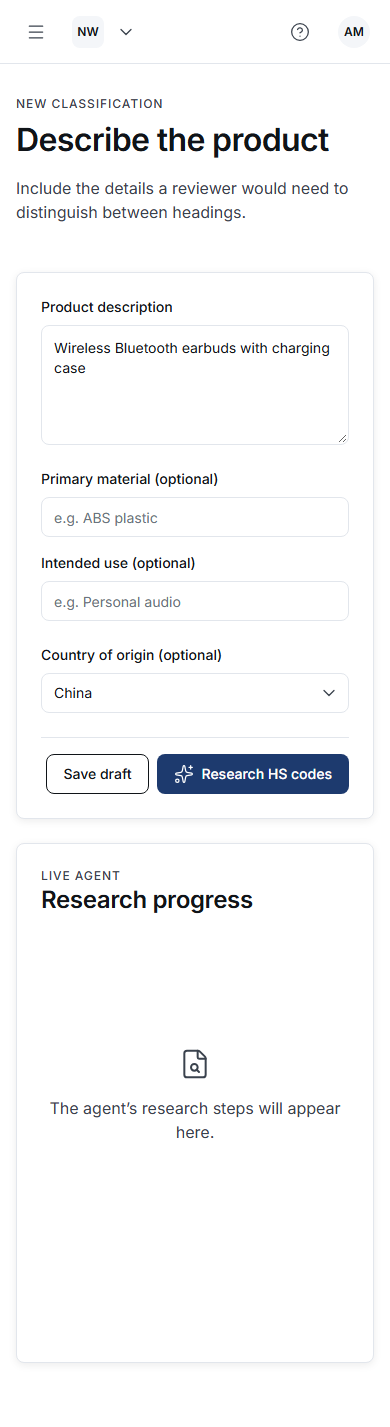 NW
AM
NEW CLASSIFICATION
Describe the product
Include the details a reviewer would need to
distinguish between headings.
Product description
Wireless Bluetooth earbuds with charging
case
Primary material (optional)
e.g. ABS plastic
Intended use (optional)
e.g. Personal audio
Country of origin (optional)
China
Save draft
Research HS codes
LIVE AGENT
Research progress
The agent’s research steps will appear
here.